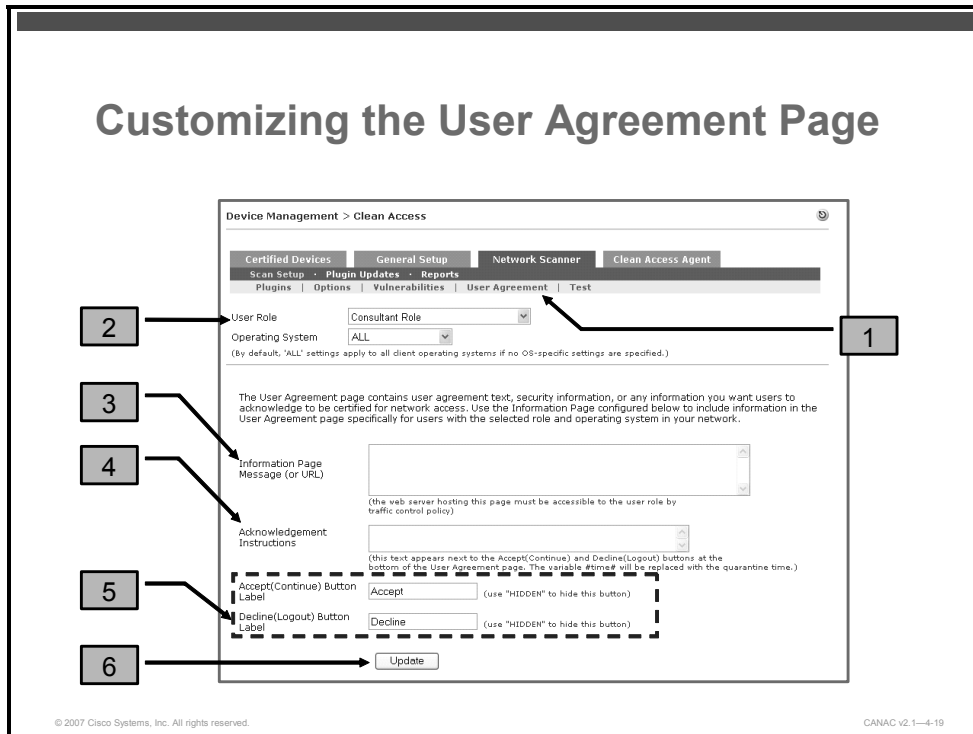 Customizing the User Agreement Page
Device Management > Clean Access
Certified Devices General Setup Network Scanner Clean Access Agent
Scan Setup · Plugin Updates · Reports
Plugins | Options | Vulnerabilities | User Agreement | Test
1
2
User Role Consultant Role
Operating System ALL
(By default, 'ALL' settings apply to all client operating systems if no OS-specific settings are specified.)
The User Agreement page contains user agreement text, security information, or any information you want users to
acknowledge to be certified for network access. Use the Information Page configured below to include information in the
User Agreement page specifically for users with the selected role and operating system in your network.
3
Information Page
Message (or URL)
(the web server hosting this page must be accessible to the user role by
traffic control policy)
4
Acknowledgement
Instructions
(this text appears next to the Accept(Continue) and Decline(Logout) buttons at the
bottom of the User Agreement page. The variable #time# will be replaced with the quarantine time.)
5
Accept(Continue) Button
Label
Accept (use "HIDDEN" to hide this button)
Decline(Logout) Button
Label
Decline (use "HIDDEN" to hide this button)
6
Update
© 2007 Cisco Systems, Inc. All rights reserved. CANAC v2.1—4-19